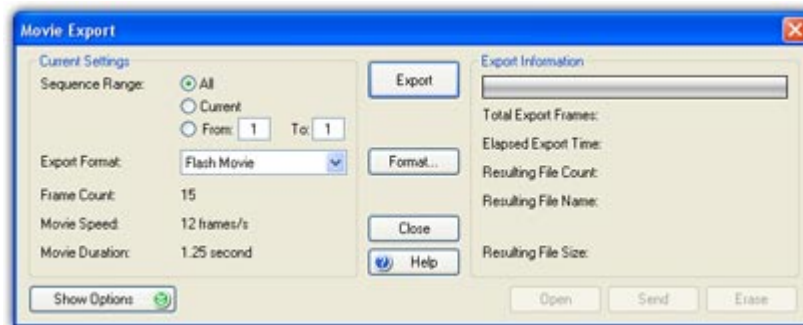 Movie Export
Current Settings
Sequence Range: All
Current
From: 1 To: 1
Export Format: Flash Movie
Frame Count: 15
Movie Speed: 12 frames/s
Movie Duration: 1.25 second
Show Options
Export
Format...
Close
Help
Export Information
Total Export Frames:
Elapsed Export Time:
Resulting File Count:
Resulting File Name:
Resulting File Size:
Open Send Erase